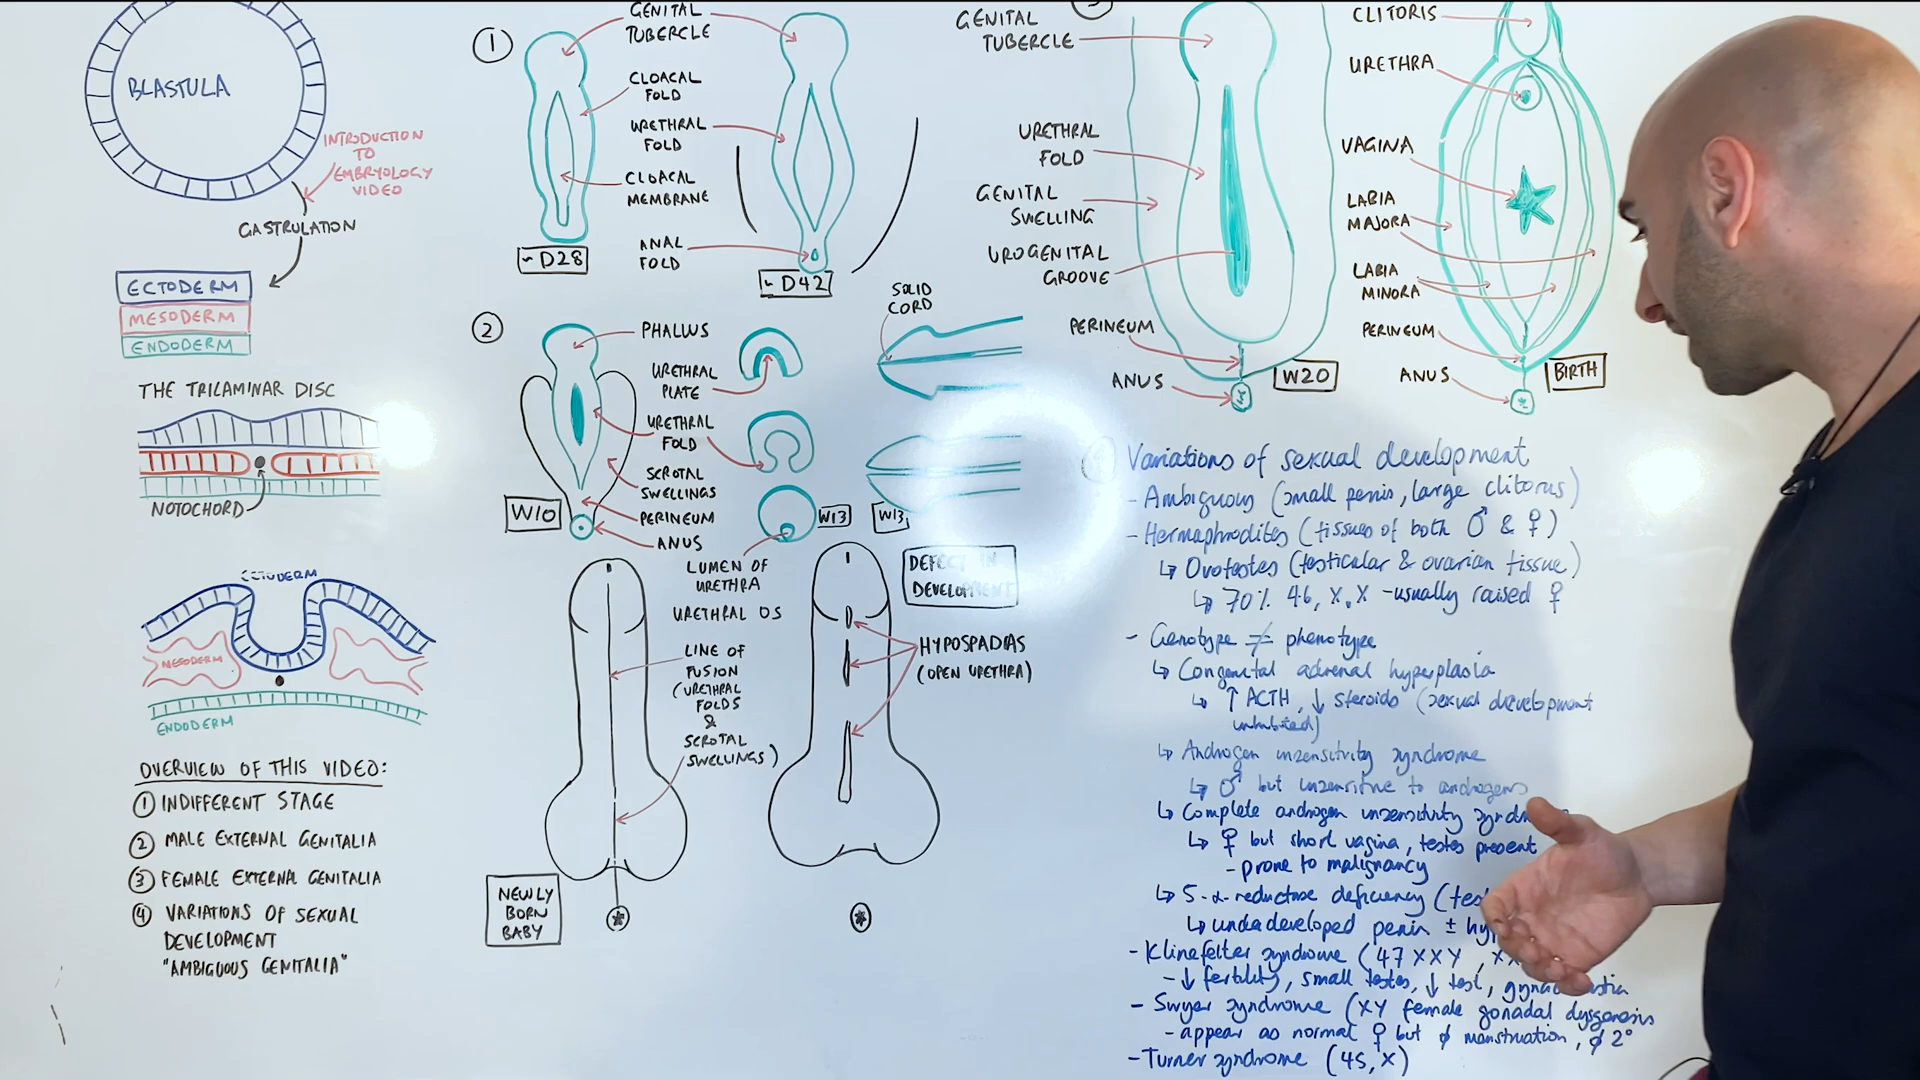 BLASTULA
INTRODUCTION
TO
EMBRYOLOGY
VIDEO
GASTRULATION
ECTODERM
MESODERM
ENDODERM
THE TRILAMINAR DISC
NOTOCHORD
ECTODERM
MESODERM
ENDODERM
OVERVIEW OF THIS VIDEO:
1 INDIFFERENT STAGE
2 MALE EXTERNAL GENITALIA
3 FEMALE EXTERNAL GENITALIA
4 VARIATIONS OF SEXUAL
DEVELOPMENT
"AMBIGUOUS GENITALIA"
1
GENITAL
TUBERCLE
CLOACAL
FOLD
URETHRAL
FOLD
CLOACAL
MEMBRANE
ANAL
FOLD
~D28
~D42
2
PHALLUS
URETHRAL
PLATE
URETHRAL
FOLD
SCROTAL
SWELLINGS
PERINEUM
ANUS
W10
SOLID
CORD
W13
W13
LUMEN OF
URETHRA
URETHRAL OS
LINE OF
FUSION
(URETHRAL
FOLDS
&
SCROTAL
SWELLINGS)
NEWLY
BORN
BABY
DEFECT IN
DEVELOPMENT
HYPOSPADIAS
(OPEN URETHRA)
3
GENITAL
TUBERCLE
URETHRAL
FOLD
GENITAL
SWELLING
UROGENITAL
GROOVE
PERINEUM
ANUS
W20
CLITORIS
URETHRA
VAGINA
LABIA
MAJORA
LABIA
MINORA
PERINEUM
ANUS
BIRTH
4 Variations of sexual development
- Ambiguous (small penis, large clitorus)
- Hermaphrodites (tissues of both ♂ & ♀)
↳ Ovotestes (testicular & ovarian tissue)
↳ 70% 46, X,X - usually raised ♀
- Genotype ≠ phenotype
↳ Congenital adrenal hyperplasia
↳ ↑ ACTH, ↓ steroids (sexual development
inhibited)
↳ Androgen insensitivity syndrome
↳ ♂ but insensitive to androgens
↳ Complete androgen insensitivity
↳ ♀ but short vagina, testes present
- prone to malignancy
↳ 5-α-reductase deficiency
↳ underdeveloped penis ±
- Klinefelter syndrome (47 XXY,
- ↓ fertility, small testes, ↓ test,
- Swyer syndrome (XY female gonadal dysgenesis
- appear as normal ♀ but ∅ menstruation, ∅ 2°
- Turner syndrome (45, X)